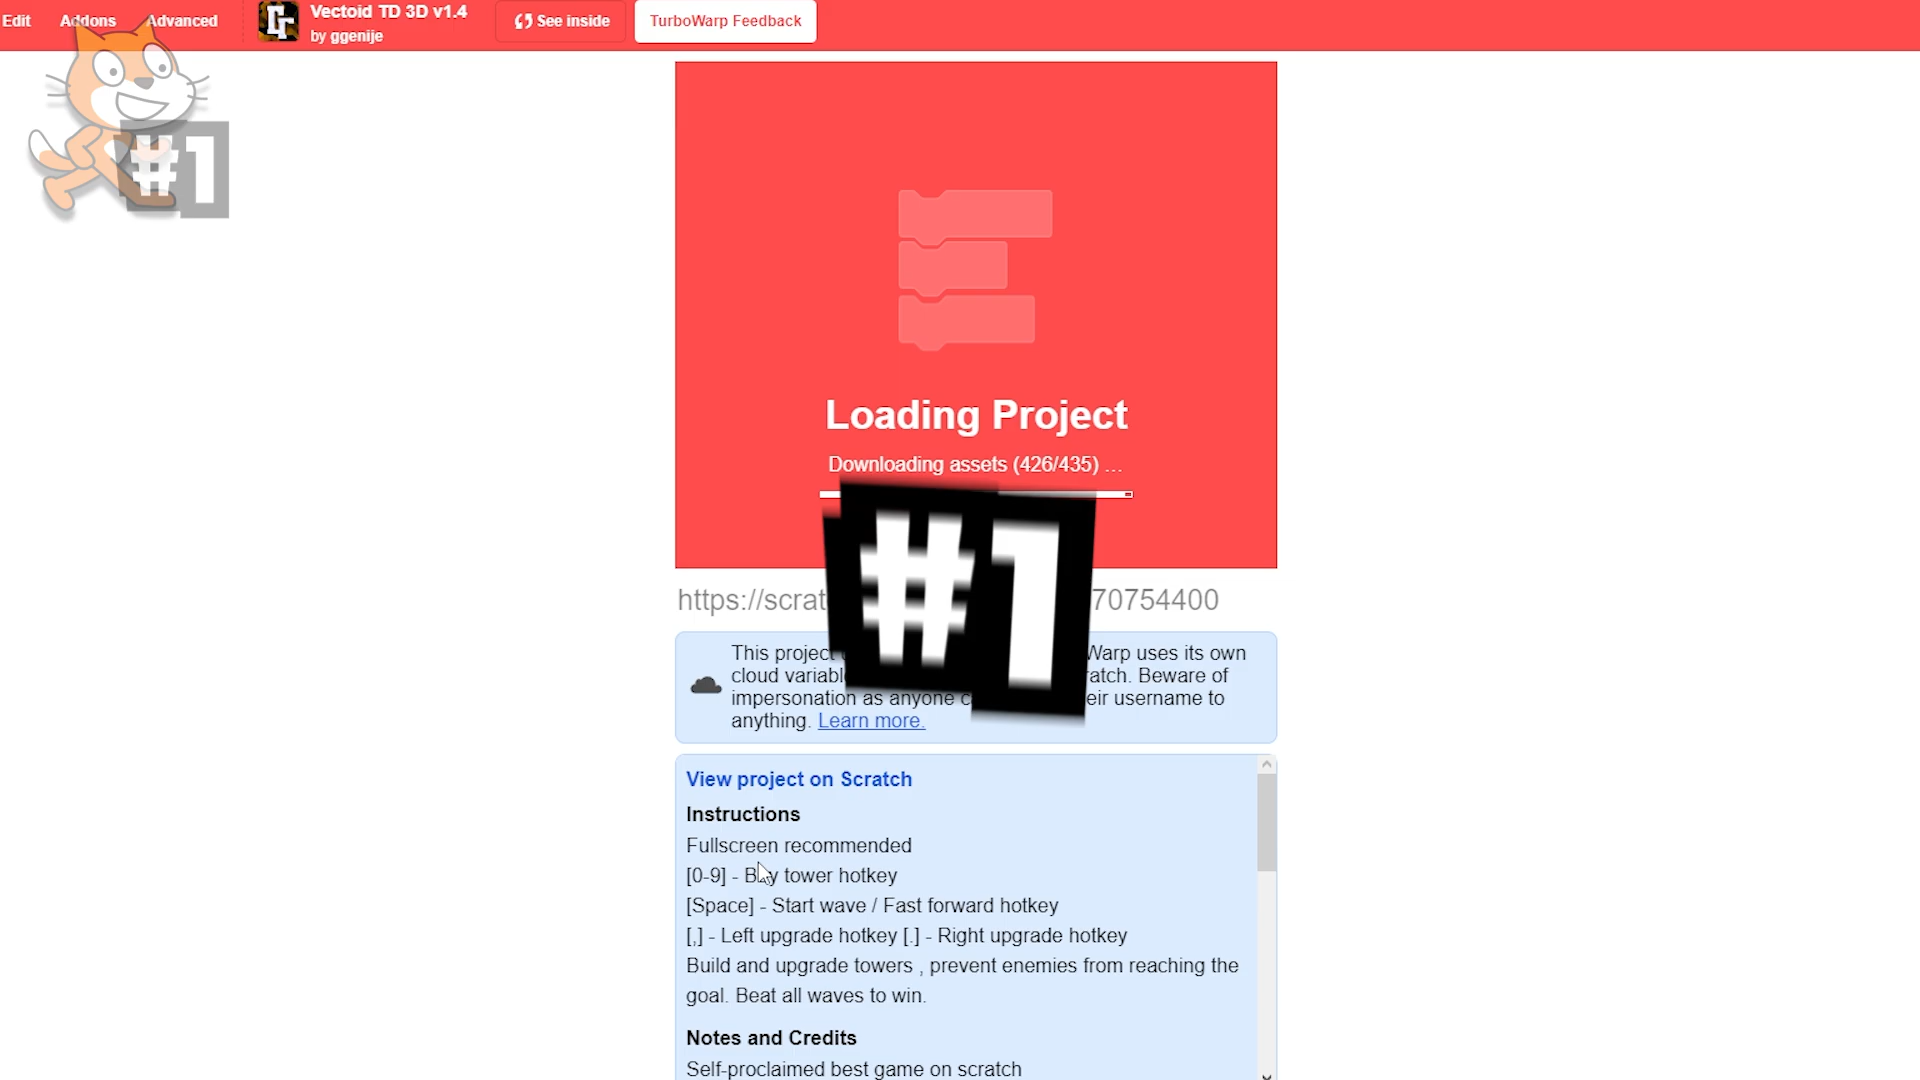 Edit Addons Advanced
Vectoid TD 3D v1.4
by ggenije
See inside
TurboWarp Feedback
#1
Loading Project
Downloading assets (426/435) ...
#1
https://scrat 70754400
This project Warp uses its own
cloud variabl ratch. Beware of
impersonation as anyone c eir username to
anything. Learn more.
View project on Scratch
Instructions
Fullscreen recommended
[0-9] - Buy tower hotkey
[Space] - Start wave / Fast forward hotkey
[,] - Left upgrade hotkey [.] - Right upgrade hotkey
Build and upgrade towers , prevent enemies from reaching the
goal. Beat all waves to win.
Notes and Credits
Self-proclaimed best game on scratch